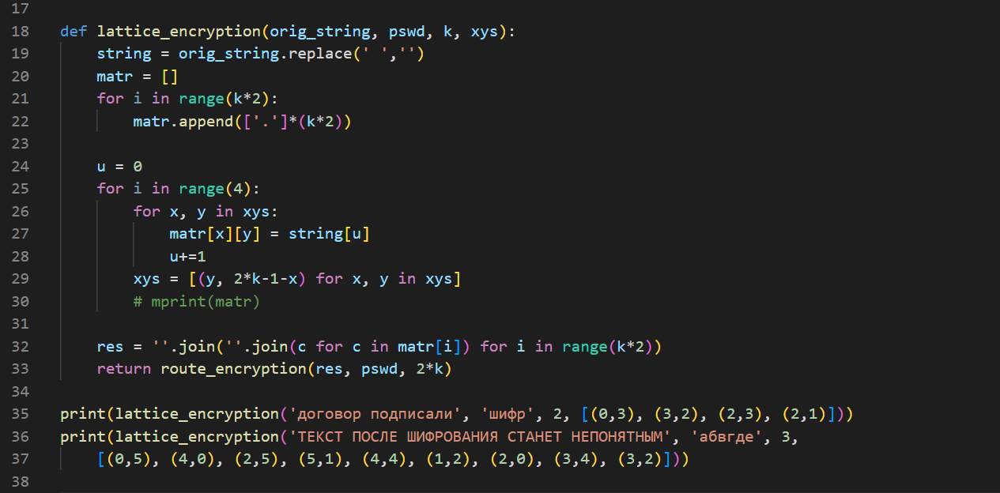 17
18 def lattice_encryption(orig_string, pswd, k, xys):
19     string = orig_string.replace(' ','')
20     matr = []
21     for i in range(k*2):
22         matr.append(['.']*(k*2))
23
24     u = 0
25     for i in range(4):
26         for x, y in xys:
27             matr[x][y] = string[u]
28             u+=1
29         xys = [(y, 2*k-1-x) for x, y in xys]
30         # mprint(matr)
31
32     res = ''.join(''.join(c for c in matr[i]) for i in range(k*2))
33     return route_encryption(res, pswd, 2*k)
34
35 print(lattice_encryption('договор подписали', 'шифр', 2, [(0,3), (3,2), (2,3), (2,1)]))
36 print(lattice_encryption('ТЕКСТ ПОСЛЕ ШИФРОВАНИЯ СТАНЕТ НЕПОНЯТНЫМ', 'абвгде', 3,
37     [(0,5), (4,0), (2,5), (5,1), (4,4), (1,2), (2,0), (3,4), (3,2)]))
38